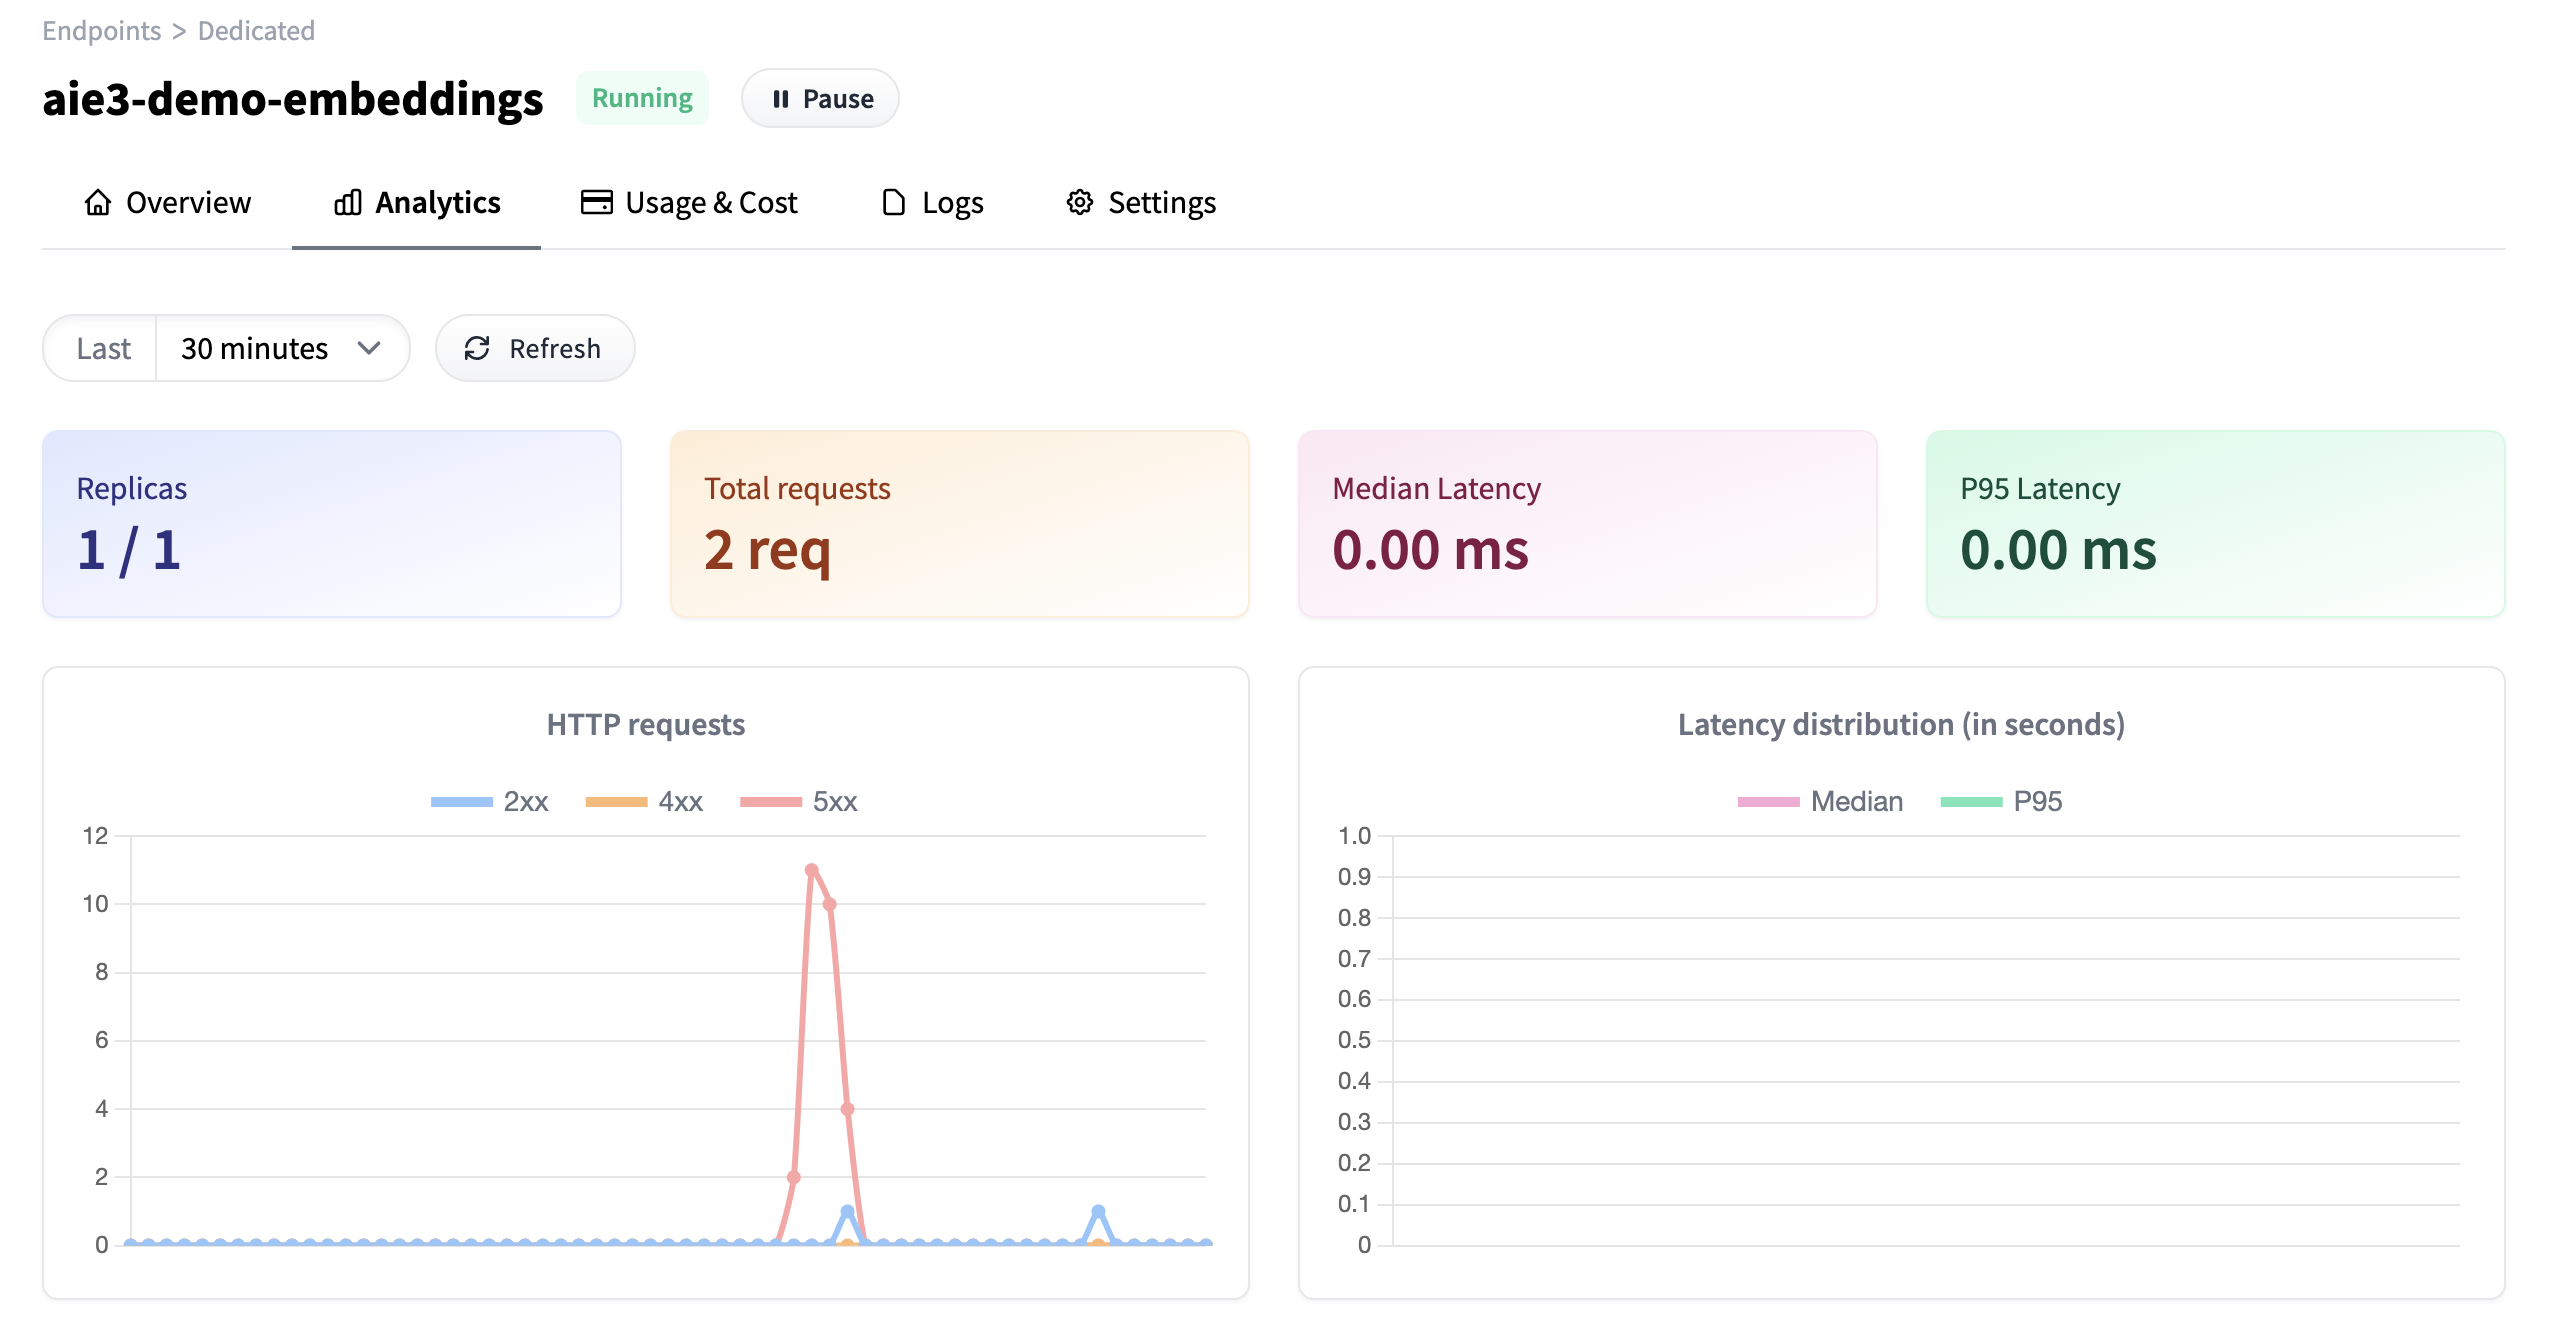 Endpoints > Dedicated
aie3-demo-embeddings Running Pause
Overview Analytics Usage & Cost Logs Settings
Last 30 minutes Refresh
Replicas
1 / 1
Total requests
2 req
Median Latency
0.00 ms
P95 Latency
0.00 ms
HTTP requests
2xx 4xx 5xx
12
10
8
6
4
2
0
Latency distribution (in seconds)
Median P95
1.0
0.9
0.8
0.7
0.6
0.5
0.4
0.3
0.2
0.1
0